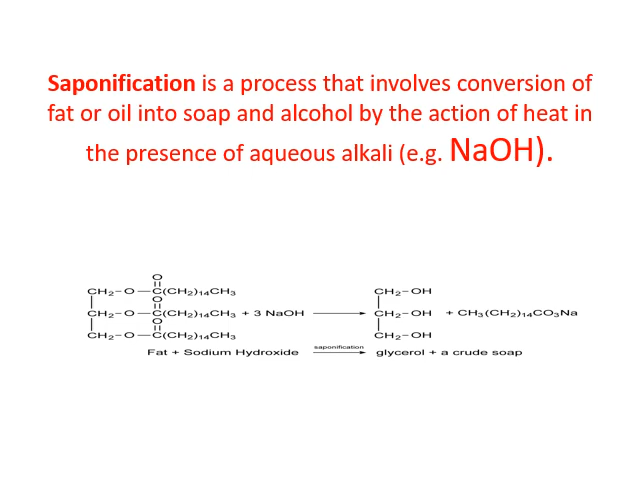 Saponification is a process that involves conversion of
fat or oil into soap and alcohol by the action of heat in
the presence of aqueous alkali (e.g. NaOH).
O
CH2−O—C(CH2)14CH3 CH2−OH
O
CH2−O—C(CH2)14CH3 + 3 NaOH CH2−OH + CH3(CH2)14CO3Na
O
CH2−O—C(CH2)14CH3 CH2−OH
Fat + Sodium Hydroxide saponification glycerol + a crude soap